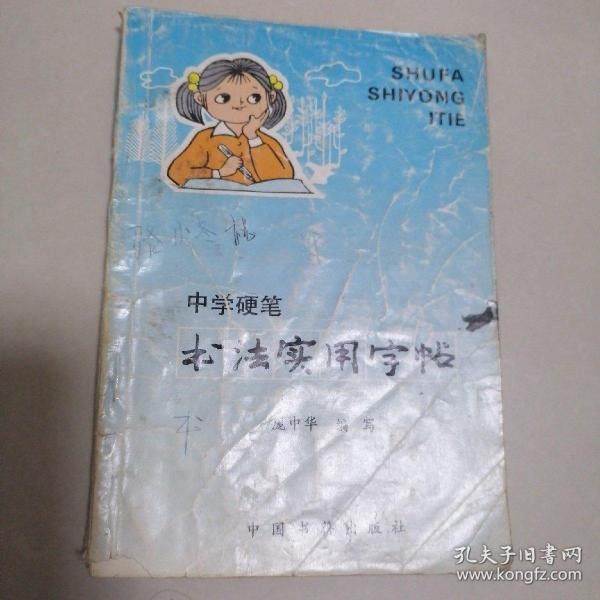 SHUFA
SHIYONG
ITIE
中学硬笔
书法实用字帖
庞中华 编写
中国书籍出版社
孔夫子旧书网
www.kongfz.com